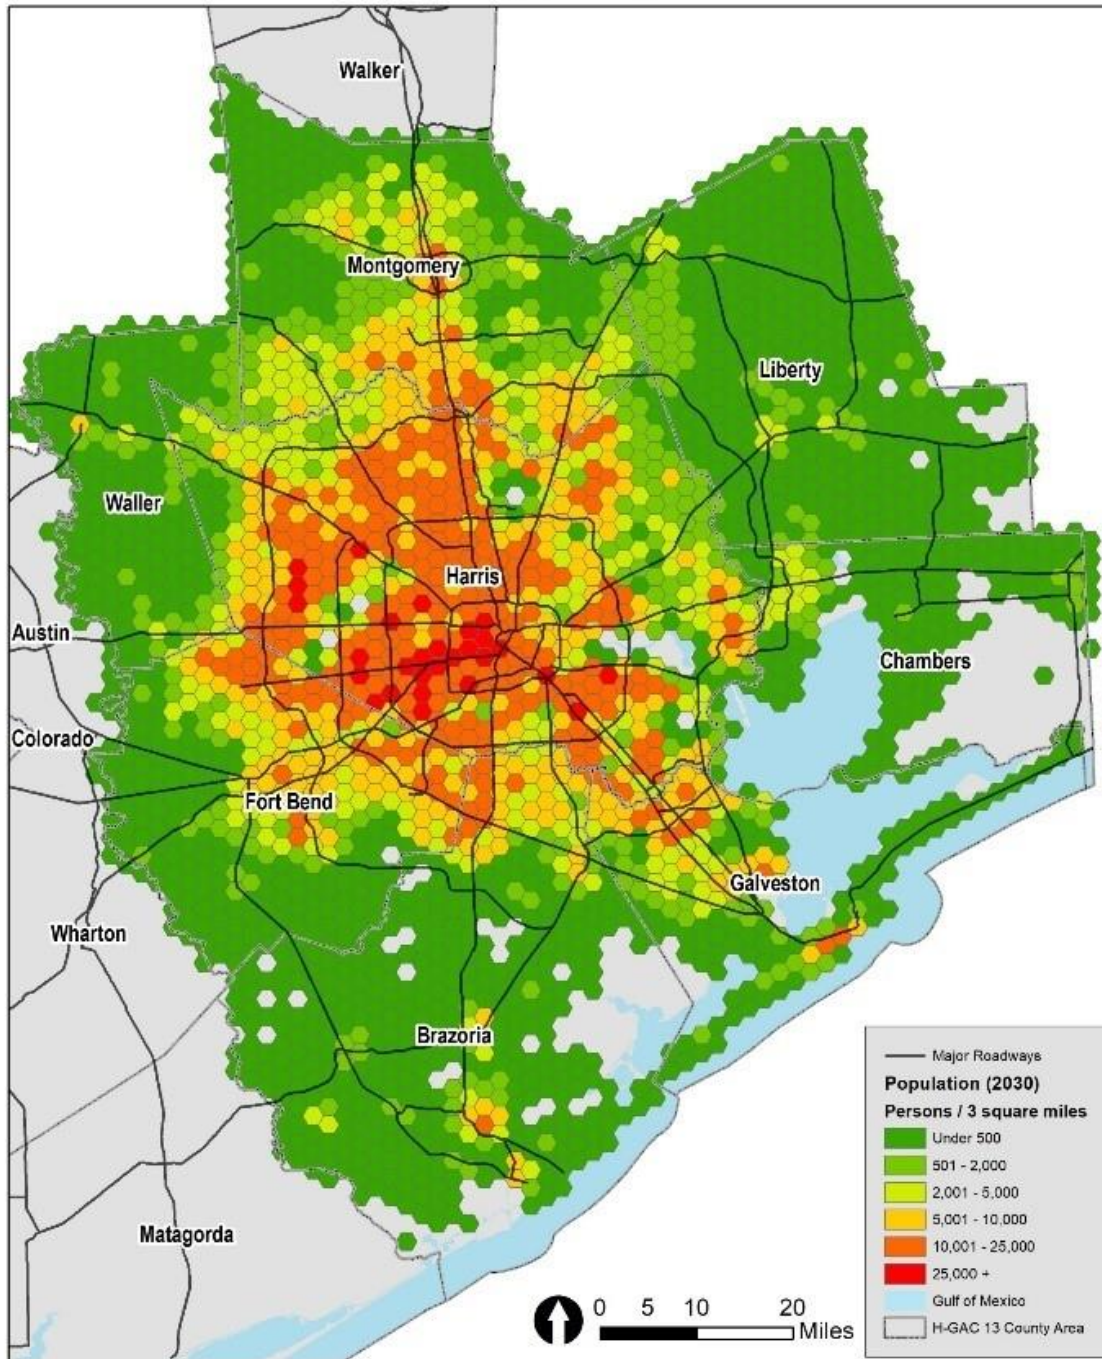 Walker
Montgomery
Liberty
Waller
Harris
Austin
Chambers
Colorado
Fort Bend
Galveston
Wharton
Brazoria
Matagorda
Major Roadways
Population (2030)
Persons / 3 square miles
Under 500
501 - 2,000
2,001 - 5,000
5,001 - 10,000
10,001 - 25,000
25,000 +
Gulf of Mexico
H-GAC 13 County Area
0 5 10 20
Miles